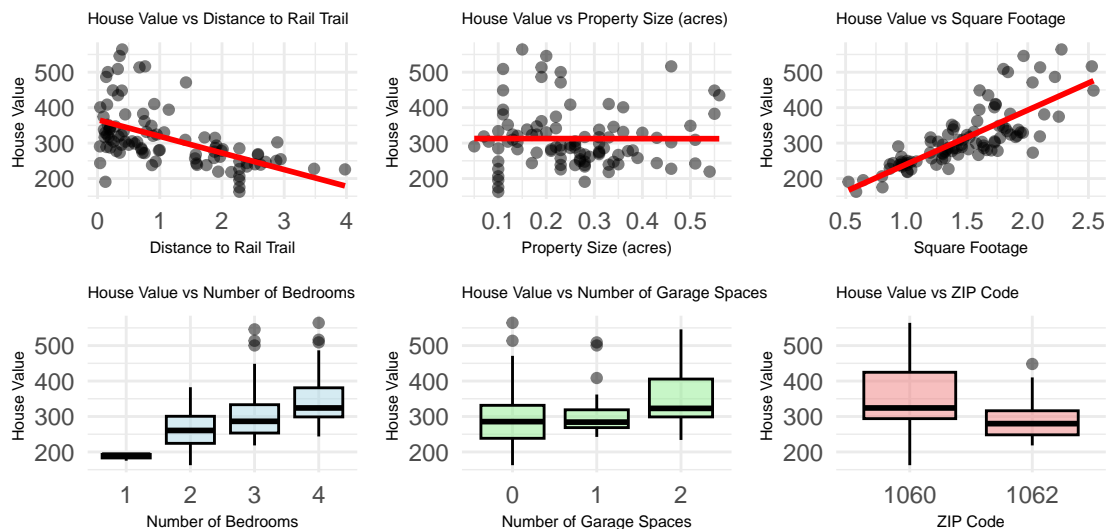 House Value vs Distance to Rail Trail
House Value
500
400
300
200
0 1 2 3 4
Distance to Rail Trail
House Value vs Property Size (acres)
House Value
500
400
300
200
0.1 0.2 0.3 0.4 0.5
Property Size (acres)
House Value vs Square Footage
House Value
500
400
300
200
0.5 1.0 1.5 2.0 2.5
Square Footage
House Value vs Number of Bedrooms
House Value
500
400
300
200
1 2 3 4
Number of Bedrooms
House Value vs Number of Garage Spaces
House Value
500
400
300
200
0 1 2
Number of Garage Spaces
House Value vs ZIP Code
House Value
500
400
300
200
1060 1062
ZIP Code